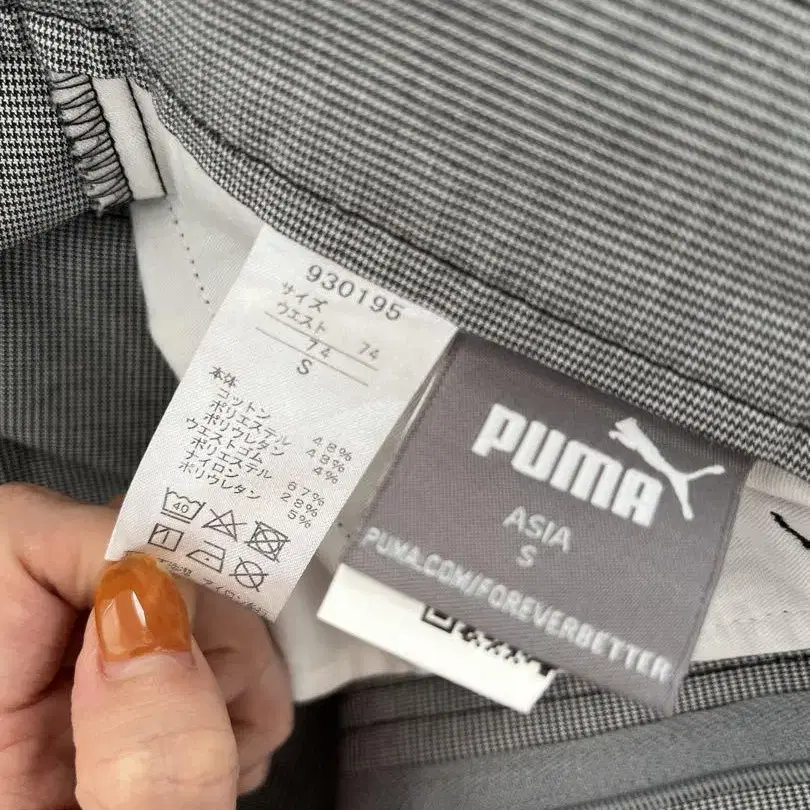 930195
サイズ
ウエスト 74
74
S
本体
コットン 48%
ポリエステル 48%
ポリウレタン 4%
ウエストゴム
ポリエステル 67%
ナイロン 28%
ポリウレタン 5%
40
PUMA
ASIA
S
PUMA.COM/FOREVERBETTER